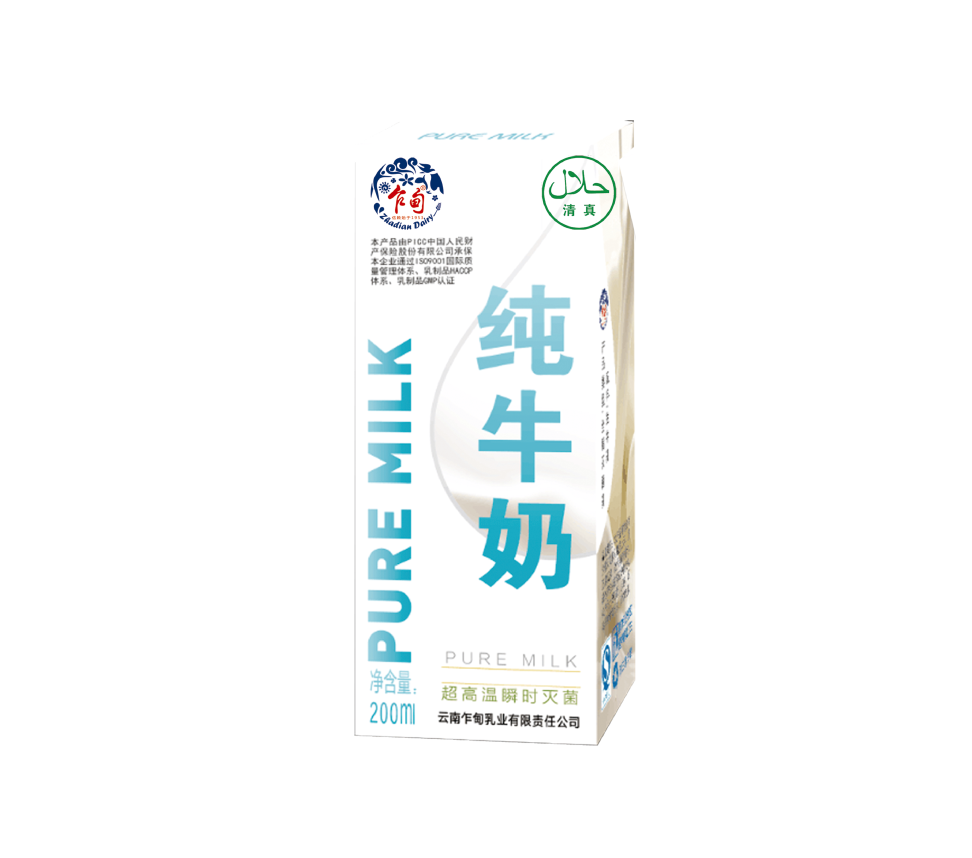 PURE MILK
乍甸
Zhadian Dairy
حلال
清真
本产品由PICC中国人民财
产保险股份有限公司承保
本企业通过ISO9001国际质
量管理体系、乳制品HACCP
体系、乳制品GMP认证
纯牛奶
PURE MILK
PURE MILK
净含量:
200ml
超高温瞬时灭菌
云南乍甸乳业有限责任公司